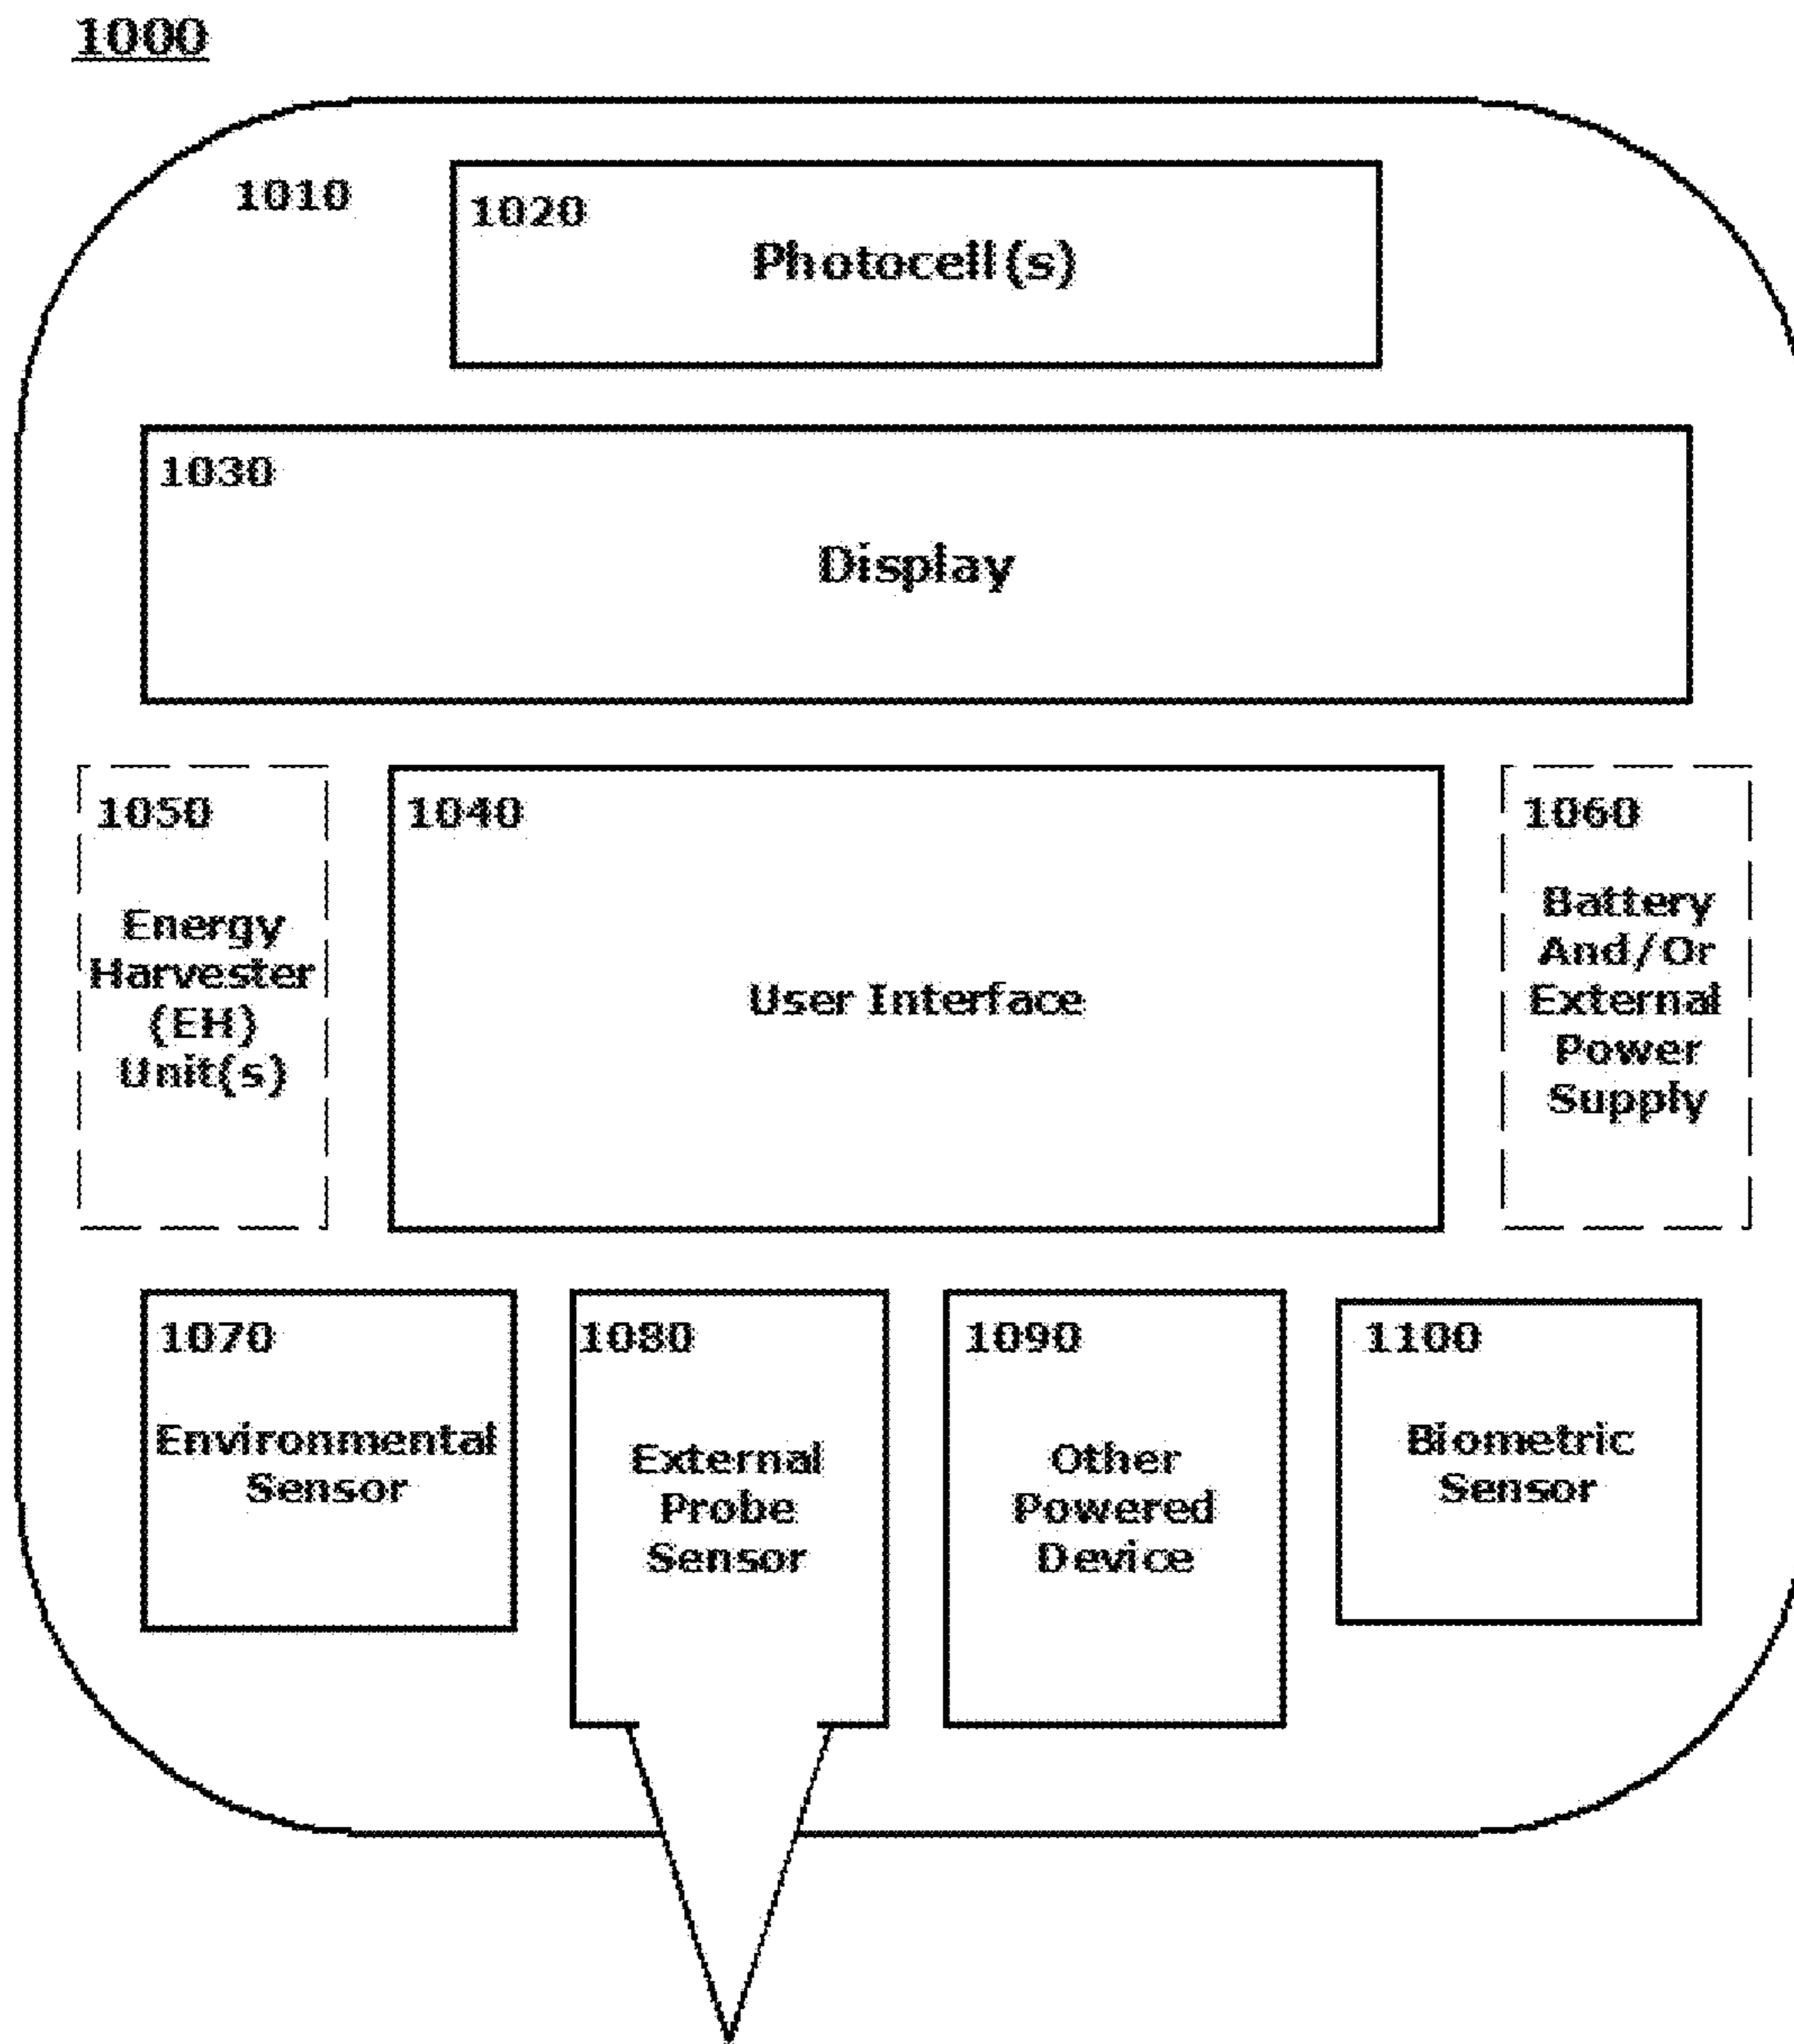 1000
1010
1020
Photocell(s)
1030
Display
1050
Energy
Harvester
(EH)
Unit(s)
1040
User Interface
1060
Battery
And/Or
External
Power
Supply
1070
Environmental
Sensor
1080
External
Probe
Sensor
1090
Other
Powered
Device
1100
Biometric
Sensor